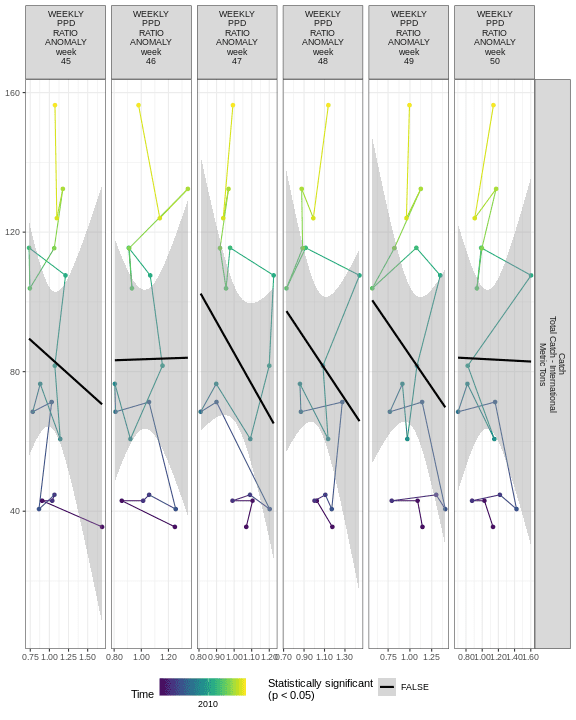 WEEKLY
PPD
RATIO
ANOMALY
week
45
WEEKLY
PPD
RATIO
ANOMALY
week
46
WEEKLY
PPD
RATIO
ANOMALY
week
47
WEEKLY
PPD
RATIO
ANOMALY
week
48
WEEKLY
PPD
RATIO
ANOMALY
week
49
WEEKLY
PPD
RATIO
ANOMALY
week
50
160
120
80
40
Catch
Total Catch - International
Metric Tons
0.75 1.00 1.25 1.50
0.80 1.00 1.20
0.80 0.90 1.00 1.10 1.20
0.70 0.90 1.10 1.30
0.75 1.00 1.25
0.80 1.00 1.20 1.40 1.60
Time
2010
Statistically significant
(p < 0.05)
FALSE